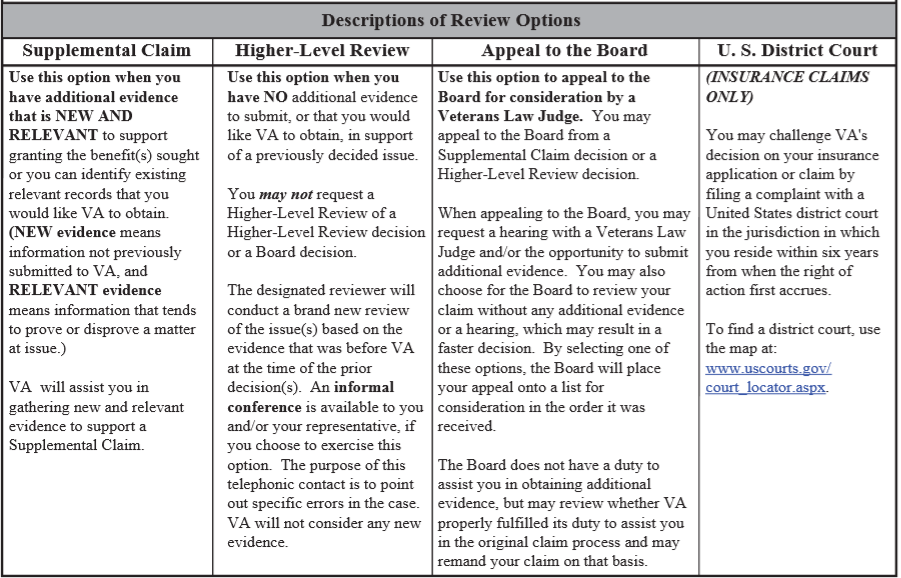 Descriptions of Review Options
Supplemental Claim
Use this option when you
have additional evidence
that is NEW AND
RELEVANT to support
granting the benefit(s) sought
or you can identify existing
relevant records that you
would like VA to obtain.
(NEW evidence means
information not previously
submitted to VA, and
RELEVANT evidence
means information that tends
to prove or disprove a matter
at issue.)
VA will assist you in
gathering new and relevant
evidence to support a
Supplemental Claim.
Higher-Level Review
Use this option when you
have NO additional evidence
to submit, or that you would
like VA to obtain, in support
of a previously decided issue.
You may not request a
Higher-Level Review of a
Higher-Level Review decision
or a Board decision.
The designated reviewer will
conduct a brand new review
of the issue(s) based on the
evidence that was before VA
at the time of the prior
decision(s). An informal
conference is available to you
and/or your representative, if
you choose to exercise this
option. The purpose of this
telephonic contact is to point
out specific errors in the case.
VA will not consider any new
evidence.
Appeal to the Board
Use this option to appeal to the
Board for consideration by a
Veterans Law Judge. You may
appeal to the Board from a
Supplemental Claim decision or a
Higher-Level Review decision.
When appealing to the Board, you may
request a hearing with a Veterans Law
Judge and/or the opportunity to submit
additional evidence. You may also
choose for the Board to review your
claim without any additional evidence
or a hearing, which may result in a
faster decision. By selecting one of
these options, the Board will place
your appeal onto a list for
consideration in the order it was
received.
The Board does not have a duty to
assist you in obtaining additional
evidence, but may review whether VA
properly fulfilled its duty to assist you
in the original claim process and may
remand your claim on that basis.
U. S. District Court
(INSURANCE CLAIMS
ONLY)
You may challenge VA's
decision on your insurance
application or claim by
filing a complaint with a
United States district court
in the jurisdiction in which
you reside within six years
from when the right of
action first accrues.
To find a district court, use
the map at:
www.uscourts.gov/
court_locator.aspx.